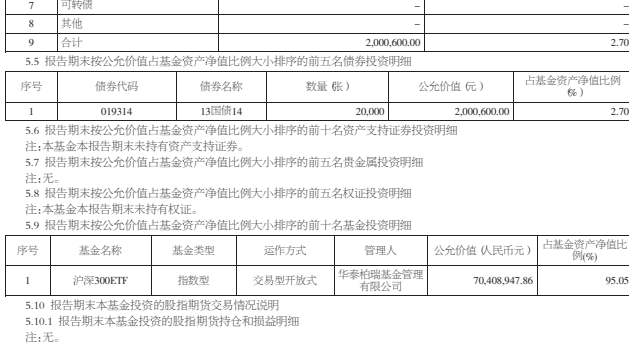 7 可转债 – –
8 其他 – –
9 合计 2,000,600.00 2.70
5.5 报告期末按公允价值占基金资产净值比例大小排序的前五名债券投资明细
序号 债券代码 债券名称 数量(张) 公允价值(元) 占基金资产净值比例
(%)
1 019314 13国债14 20,000 2,000,600.00 2.70
5.6 报告期末按公允价值占基金资产净值比例大小排序的前十名资产支持证券投资明细
注:本基金本报告期末未持有资产支持证券。
5.7 报告期末按公允价值占基金资产净值比例大小排序的前五名贵金属投资明细
注:无。
5.8 报告期末按公允价值占基金资产净值比例大小排序的前五名权证投资明细
注:本基金本报告期末未持有权证。
5.9 报告期末按公允价值占基金资产净值比例大小排序的前十名基金投资明细
序号 基金名称 基金类型 运作方式 管理人 公允价值(人民币元) 占基金资产净值比
例(%)
1 沪深300ETF 指数型 交易型开放式 华泰柏瑞基金管理
有限公司 70,408,947.86 95.05
5.10 报告期末本基金投资的股指期货交易情况说明
5.10.1 报告期末本基金投资的股指期货持仓和损益明细
注:无。